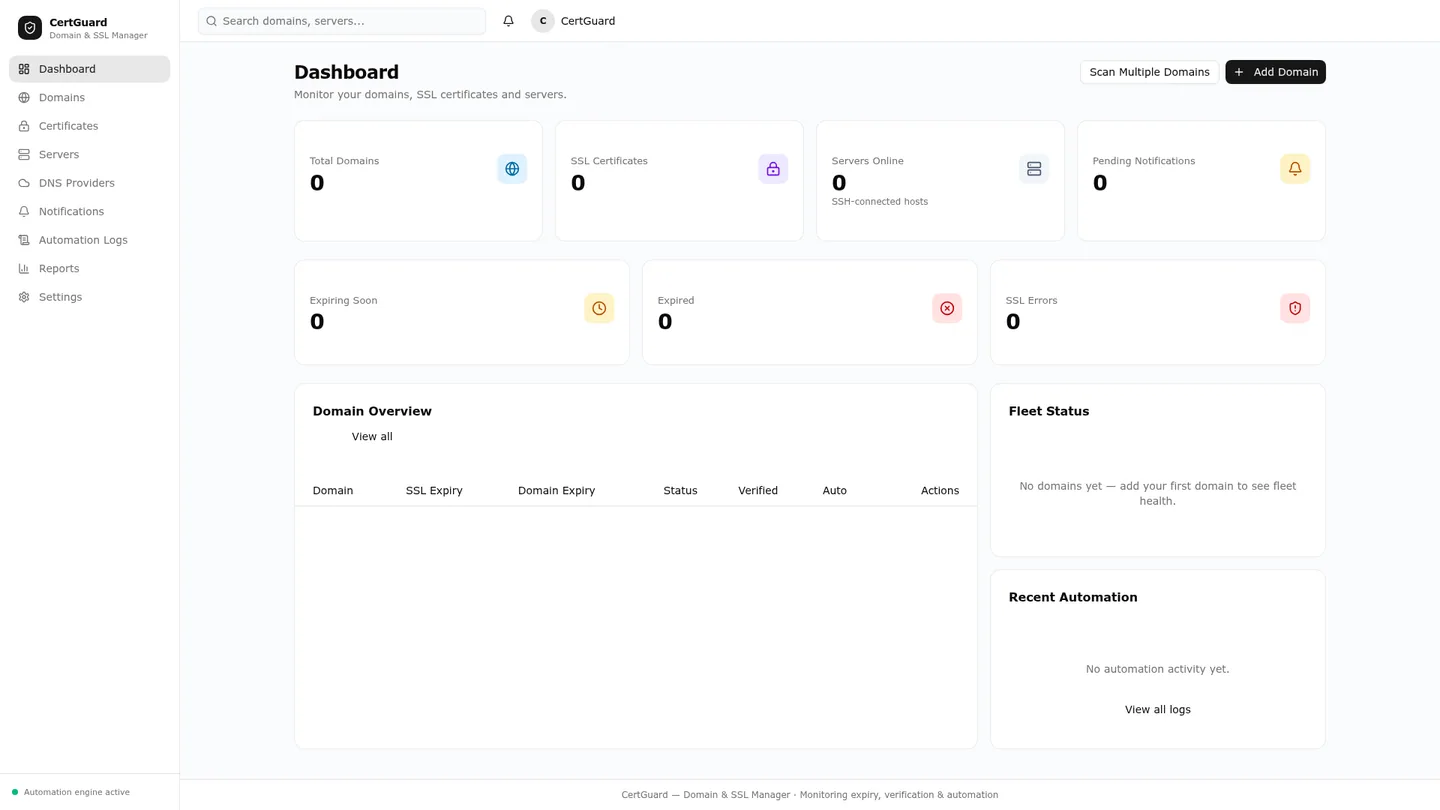 CertGuard
Domain & SSL Manager
Dashboard
Domains
Certificates
Servers
DNS Providers
Notifications
Automation Logs
Reports
Settings
Automation engine active
Search domains, servers...
C CertGuard
Dashboard
Monitor your domains, SSL certificates and servers.
Scan Multiple Domains
+ Add Domain
Total Domains
0
SSL Certificates
0
Servers Online
0
SSH-connected hosts
Pending Notifications
0
Expiring Soon
0
Expired
0
SSL Errors
0
Domain Overview
View all
Domain SSL Expiry Domain Expiry Status Verified Auto Actions
Fleet Status
No domains yet — add your first domain to see fleet
health.
Recent Automation
No automation activity yet.
View all logs
CertGuard — Domain & SSL Manager · Monitoring expiry, verification & automation